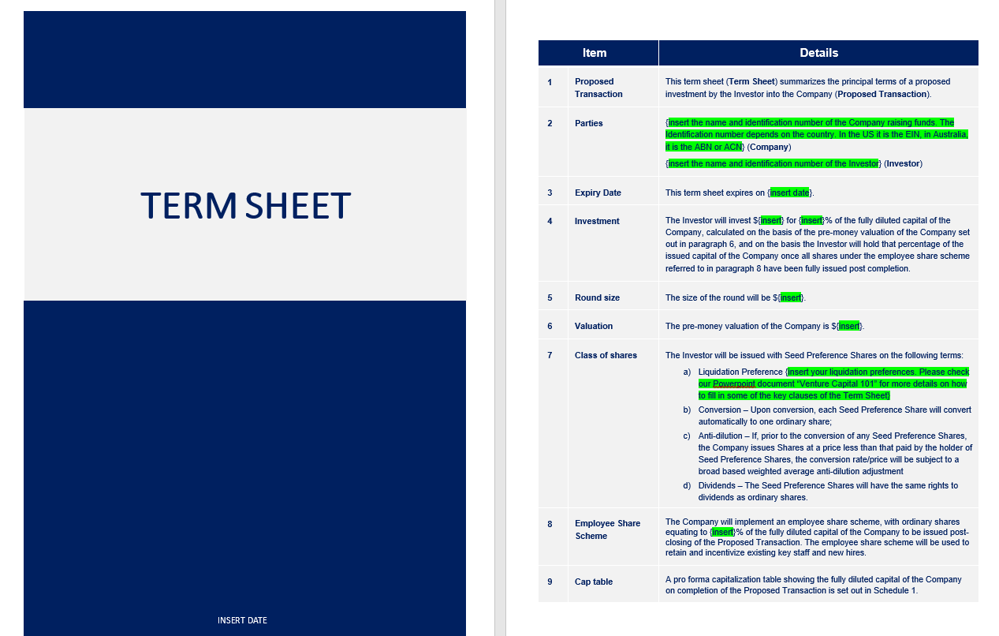 TERM SHEET
INSERT DATE
Item Details
1 Proposed Transaction This term sheet (Term Sheet) summarizes the principal terms of a proposed
investment by the Investor into the Company (Proposed Transaction).
2 Parties {insert the name and identification number of the Company raising funds. The
Identification number depends on the country. In the US it is the EIN, in Australia,
it is the ABN or ACN} (Company)
{insert the name and identification number of the Investor} (Investor)
3 Expiry Date This term sheet expires on {insert date}.
4 Investment The Investor will invest ${insert} for {insert}% of the fully diluted capital of the
Company, calculated on the basis of the pre-money valuation of the Company set
out in paragraph 6, and on the basis the Investor will hold that percentage of the
issued capital of the Company once all shares under the employee share scheme
referred to in paragraph 8 have been fully issued post completion.
5 Round size The size of the round will be ${insert}.
6 Valuation The pre-money valuation of the Company is ${insert}.
7 Class of shares The Investor will be issued with Seed Preference Shares on the following terms:
a) Liquidation Preference {insert your liquidation preferences. Please check
our Powerpoint document “Venture Capital 101” for more details on how
to fill in some of the key clauses of the Term Sheet}
b) Conversion – Upon conversion, each Seed Preference Share will convert
automatically to one ordinary share;
c) Anti-dilution – If, prior to the conversion of any Seed Preference Shares,
the Company issues Shares at a price less than that paid by the holder of
Seed Preference Shares, the conversion rate/price will be subject to a
broad based weighted average anti-dilution adjustment
d) Dividends – The Seed Preference Shares will have the same rights to
dividends as ordinary shares.
8 Employee Share Scheme The Company will implement an employee share scheme, with ordinary shares
equating to {insert}% of the fully diluted capital of the Company to be issued post-
closing of the Proposed Transaction. The employee share scheme will be used to
retain and incentivize existing key staff and new hires.
9 Cap table A pro forma capitalization table showing the fully diluted capital of the Company
on completion of the Proposed Transaction is set out in Schedule 1.